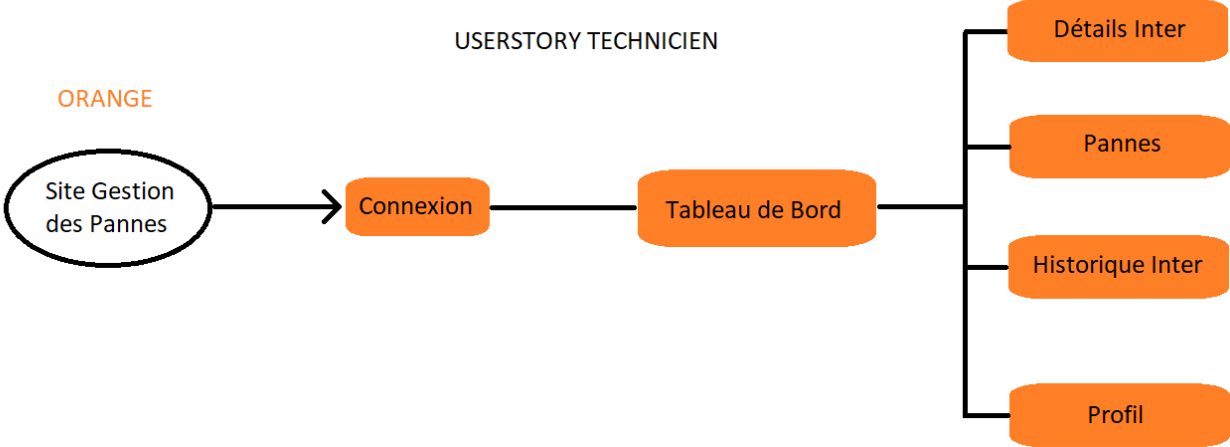 USERSTORY TECHNICIEN
ORANGE
Site Gestion
des Pannes
Connexion
Tableau de Bord
Détails Inter
Pannes
Historique Inter
Profil